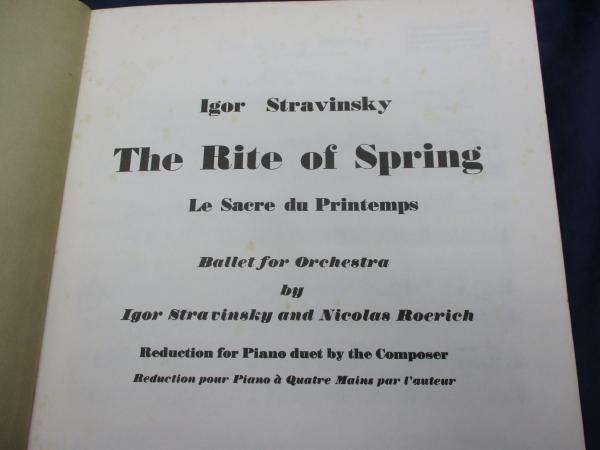 Igor Stravinsky
The Rite of Spring
Le Sacre du Printemps
Ballet for Orchestra
by
Igor Stravinsky and Nicolas Roerich
Reduction for Piano duet by the Composer
Reduction pour Piano à Quatre Mains par l'auteur